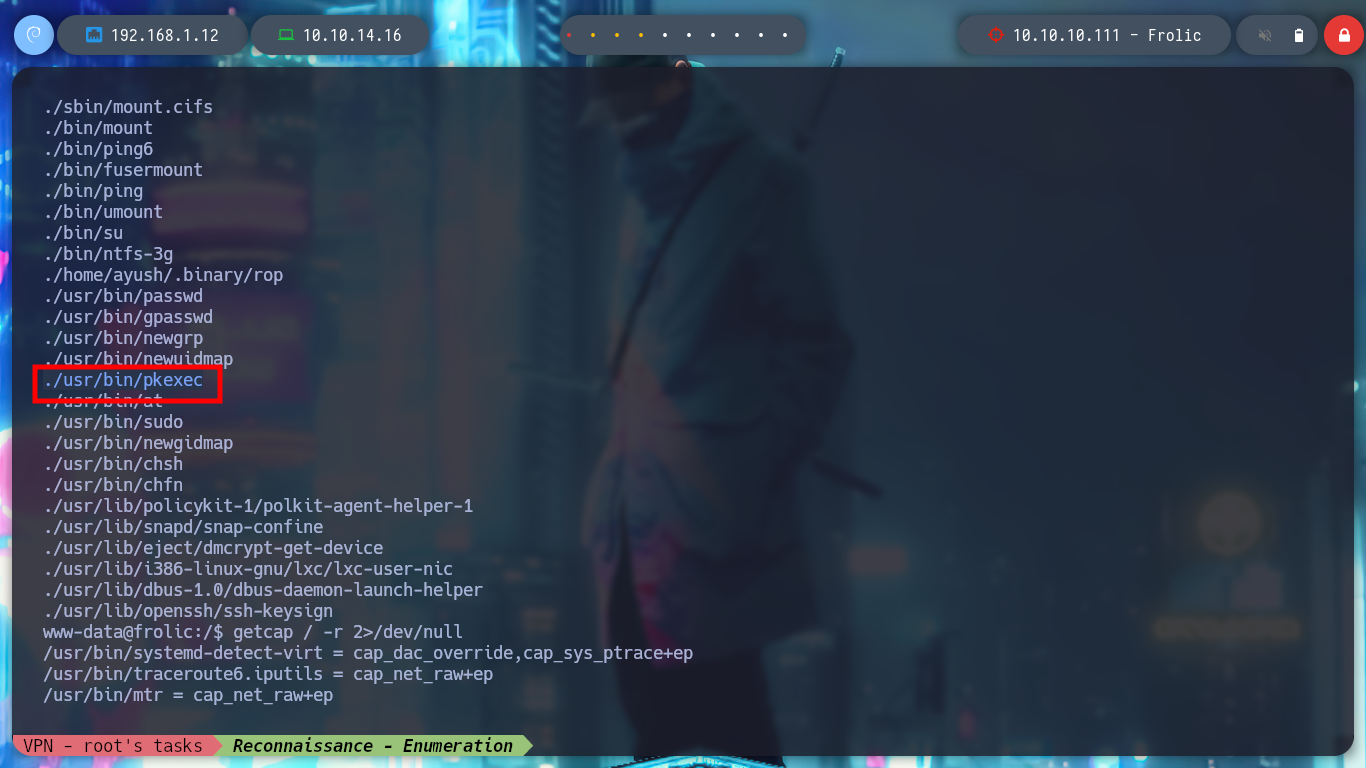 192.168.1.12
10.10.14.16
10.10.10.111 - Frolic
./sbin/mount.cifs
./bin/mount
./bin/ping6
./bin/fusermount
./bin/ping
./bin/umount
./bin/su
./bin/ntfs-3g
./home/ayush/.binary/rop
./usr/bin/passwd
./usr/bin/gpasswd
./usr/bin/newgrp
./usr/bin/newuidmap
./usr/bin/pkexec
./usr/bin/at
./usr/bin/sudo
./usr/bin/newgidmap
./usr/bin/chsh
./usr/bin/chfn
./usr/lib/policykit-1/polkit-agent-helper-1
./usr/lib/snapd/snap-confine
./usr/lib/eject/dmcrypt-get-device
./usr/lib/i386-linux-gnu/lxc/lxc-user-nic
./usr/lib/dbus-1.0/dbus-daemon-launch-helper
./usr/lib/openssh/ssh-keysign
www-data@frolic:/$ getcap / -r 2>/dev/null
/usr/bin/systemd-detect-virt = cap_dac_override,cap_sys_ptrace+ep
/usr/bin/traceroute6.iputils = cap_net_raw+ep
/usr/bin/mtr = cap_net_raw+ep
VPN - root's tasks
Reconnaissance - Enumeration